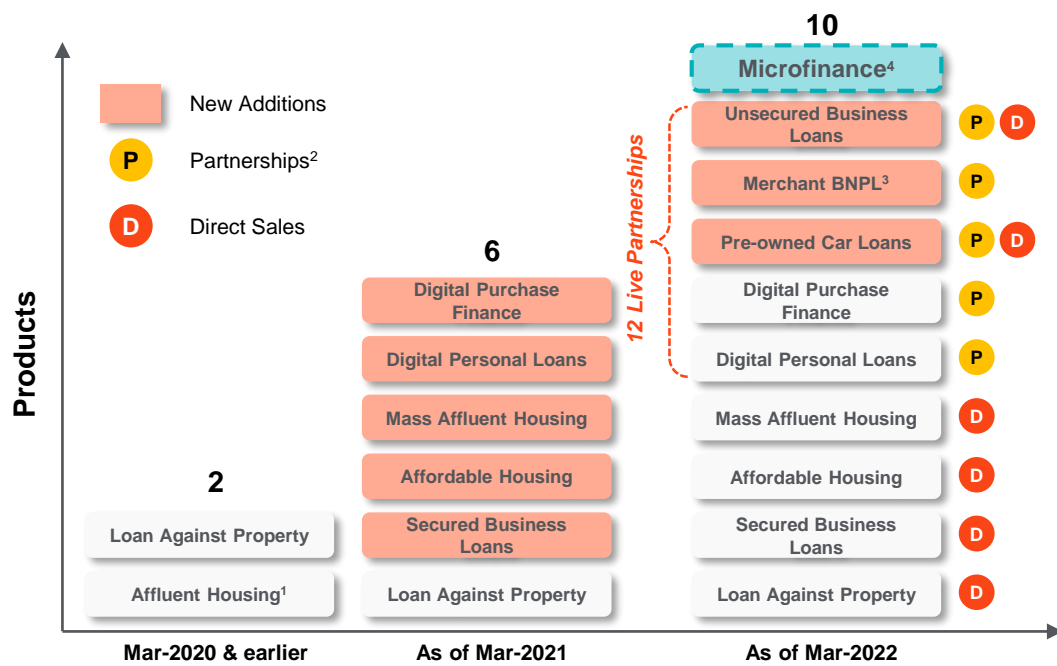 10
Microfinance⁴
New Additions
P
Partnerships²
D
Direct Sales
Unsecured Business
Loans
P D
Merchant BNPL³
P
Pre-owned Car Loans
P D
12 Live Partnerships
Digital Purchase
Finance
P
Digital Personal Loans
P
Mass Affluent Housing
D
Affordable Housing
D
Secured Business
Loans
D
Loan Against Property
D
6
Digital Purchase
Finance
Digital Personal Loans
Mass Affluent Housing
Affordable Housing
Secured Business
Loans
Loan Against Property
2
Loan Against Property
Affluent Housing¹
Products
Mar-2020 & earlier
As of Mar-2021
As of Mar-2022